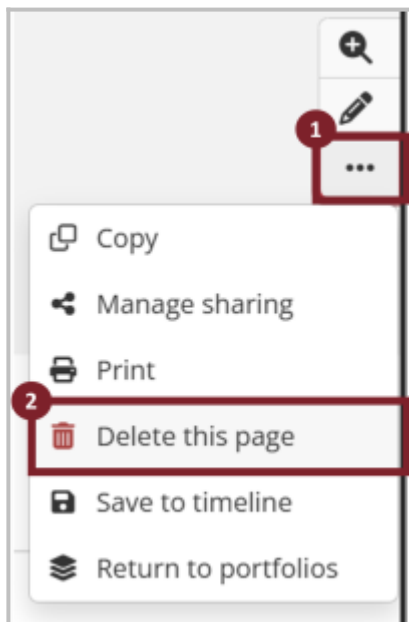 1
Copy
Manage sharing
Print
2
Delete this page
Save to timeline
Return to portfolios